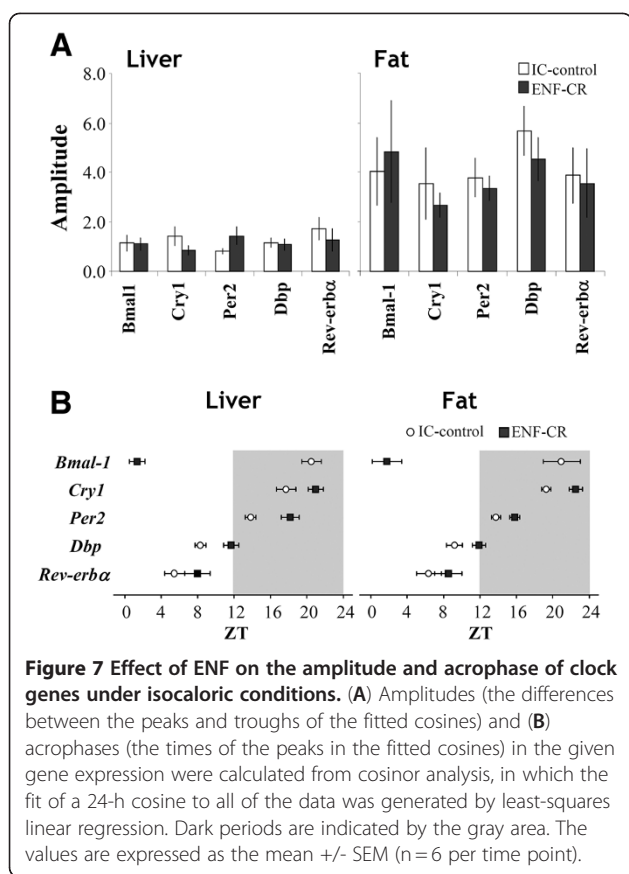 A
Liver
Fat
IC-control
ENF-CR
Amplitude
8.0
6.0
4.0
2.0
0.0
Bmal1
Cry1
Per2
Dbp
Rev-erbα
Bmal-1
Cry1
Per2
Dbp
Rev-erbα
B
Liver
Fat
IC-control
ENF-CR
Bmal-1
Cry1
Per2
Dbp
Rev-erbα
0 4 8 12 16 20 24
ZT
0 4 8 12 16 20 24
ZT
Figure 7 Effect of ENF on the amplitude and acrophase of clock
genes under isocaloric conditions. (A) Amplitudes (the differences
between the peaks and troughs of the fitted cosines) and (B)
acrophases (the times of the peaks in the fitted cosines) in the given
gene expression were calculated from cosinor analysis, in which the
fit of a 24-h cosine to all of the data was generated by least-squares
linear regression. Dark periods are indicated by the gray area. The
values are expressed as the mean +/- SEM (n = 6 per time point).